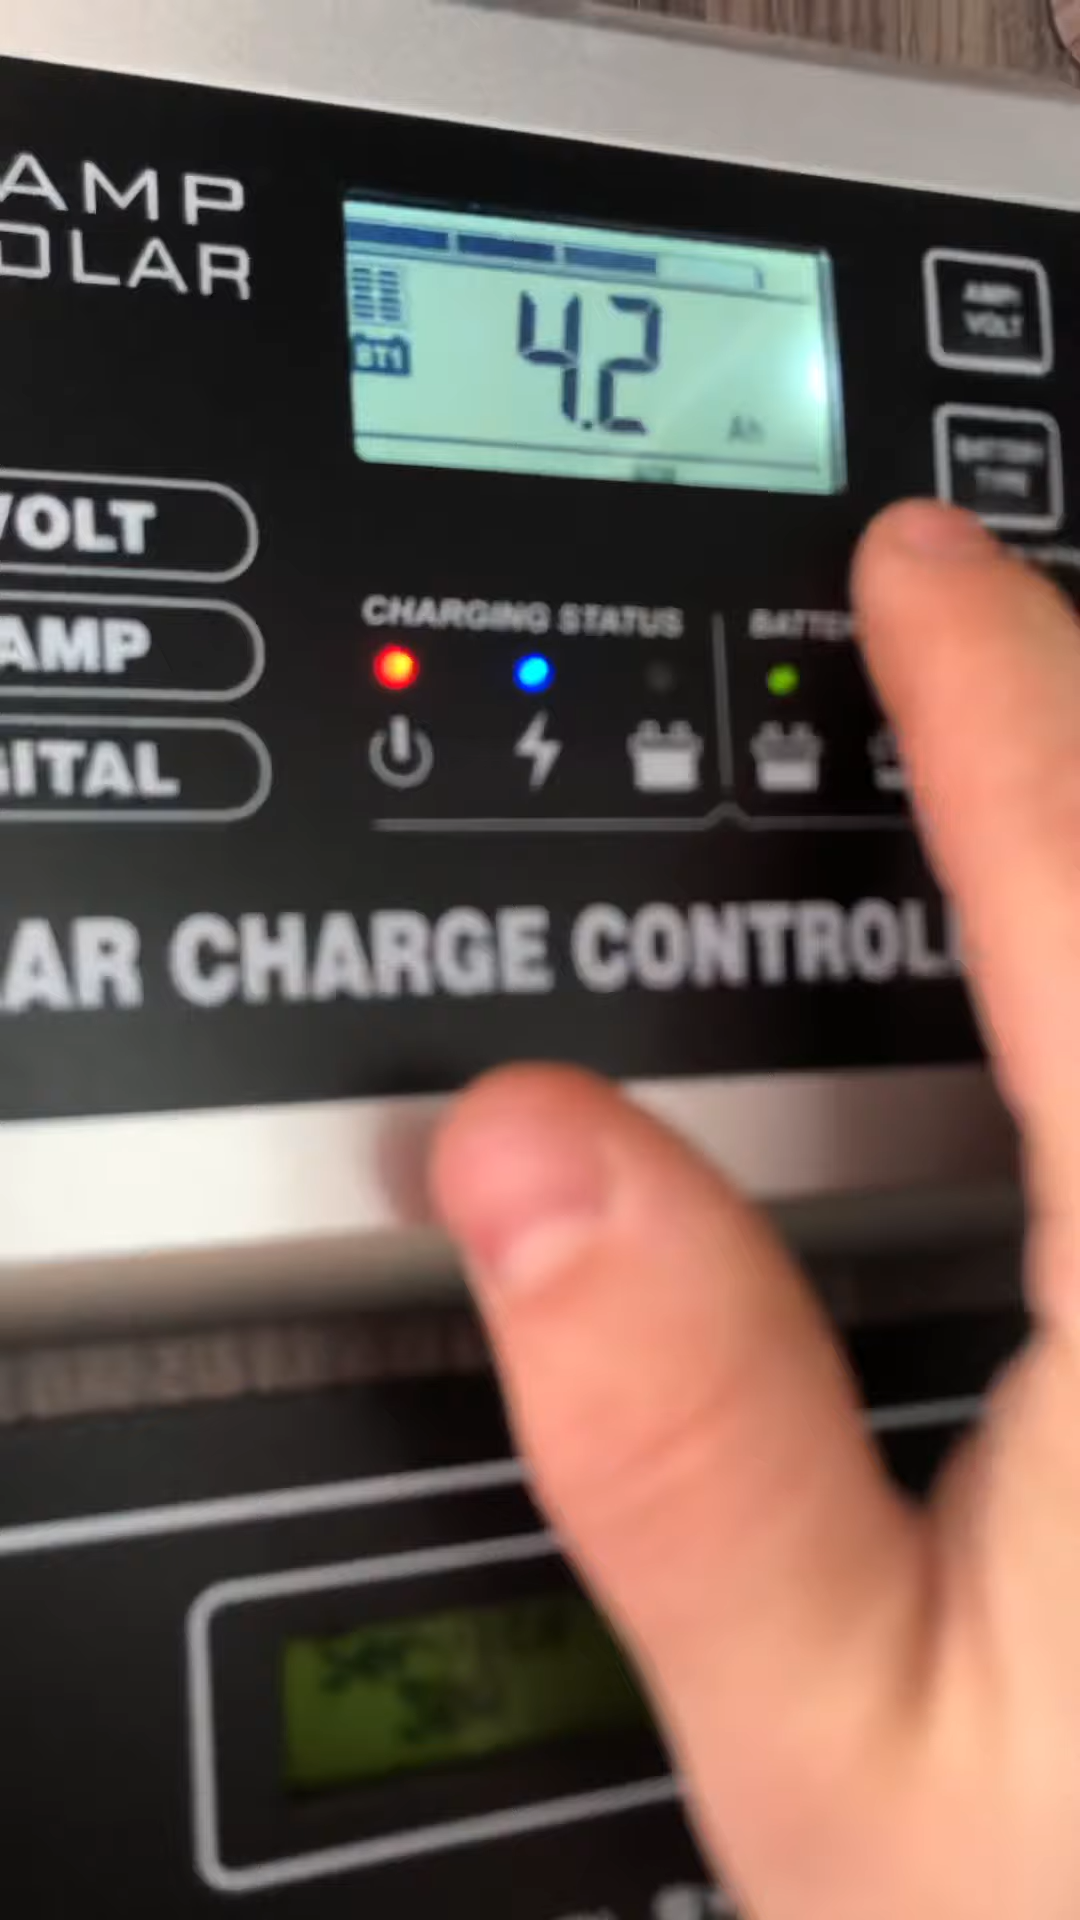 AMP
OLAR
BT1
4.2
Ah
AMP/
VOLT
BATTERY
TYPE
VOLT
AMP
GITAL
CHARGING STATUS
BATTE
AR CHARGE CONTROL